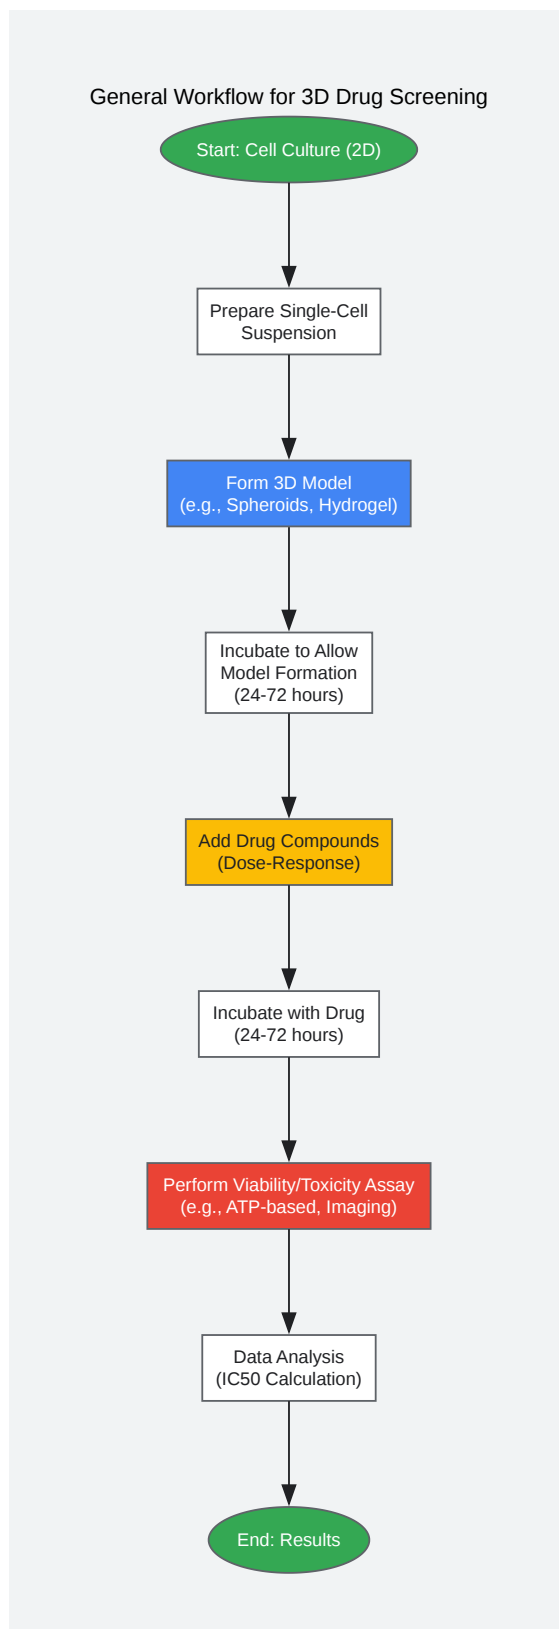 General Workflow for 3D Drug Screening
Start: Cell Culture (2D)
Prepare Single-Cell
Suspension
Form 3D Model
(e.g., Spheroids, Hydrogel)
Incubate to Allow
Model Formation
(24-72 hours)
Add Drug Compounds
(Dose-Response)
Incubate with Drug
(24-72 hours)
Perform Viability/Toxicity Assay
(e.g., ATP-based, Imaging)
Data Analysis
(IC50 Calculation)
End: Results